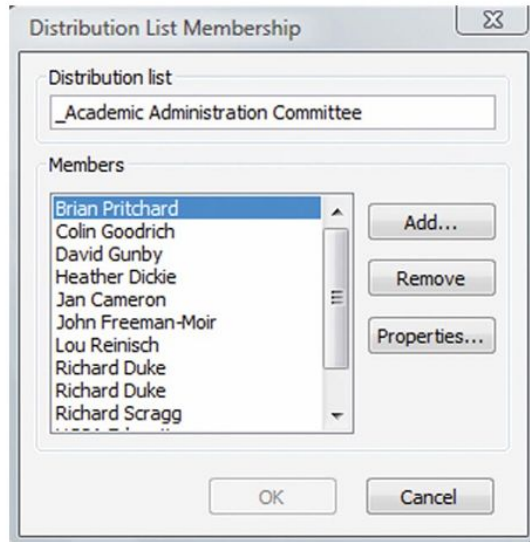 Distribution List Membership
Distribution list
_Academic Administration Committee
Members
Brian Pritchard
Colin Goodrich
David Gunby
Heather Dickie
Jan Cameron
John Freeman-Moir
Lou Reinisch
Richard Duke
Richard Duke
Richard Scragg
Add...
Remove
Properties...
OK
Cancel